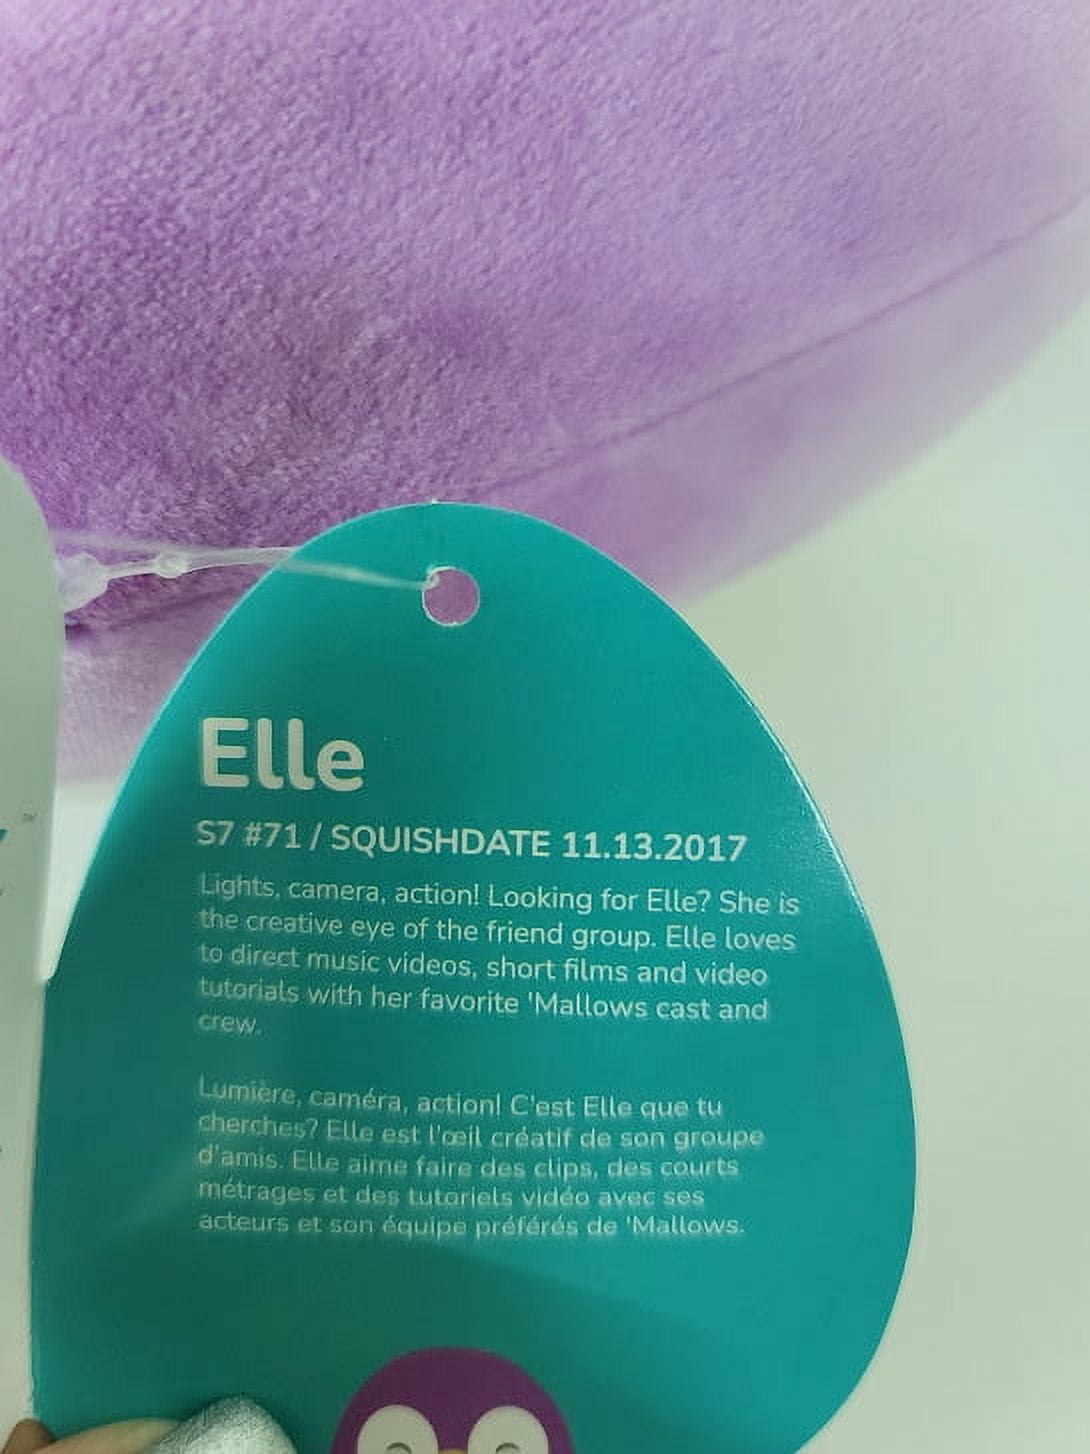 Elle
S7 #71 / SQUISHDATE 11.13.2017
Lights, camera, action! Looking for Elle? She is
the creative eye of the friend group. Elle loves
to direct music videos, short films and video
tutorials with her favorite 'Mallows cast and
crew.
Lumière, caméra, action! C'est Elle que tu
cherches? Elle est l'œil créatif de son groupe
d'amis. Elle aime faire des clips, des courts
métrages et des tutoriels vidéo avec ses
acteurs et son équipe préférés de 'Mallows.
TM